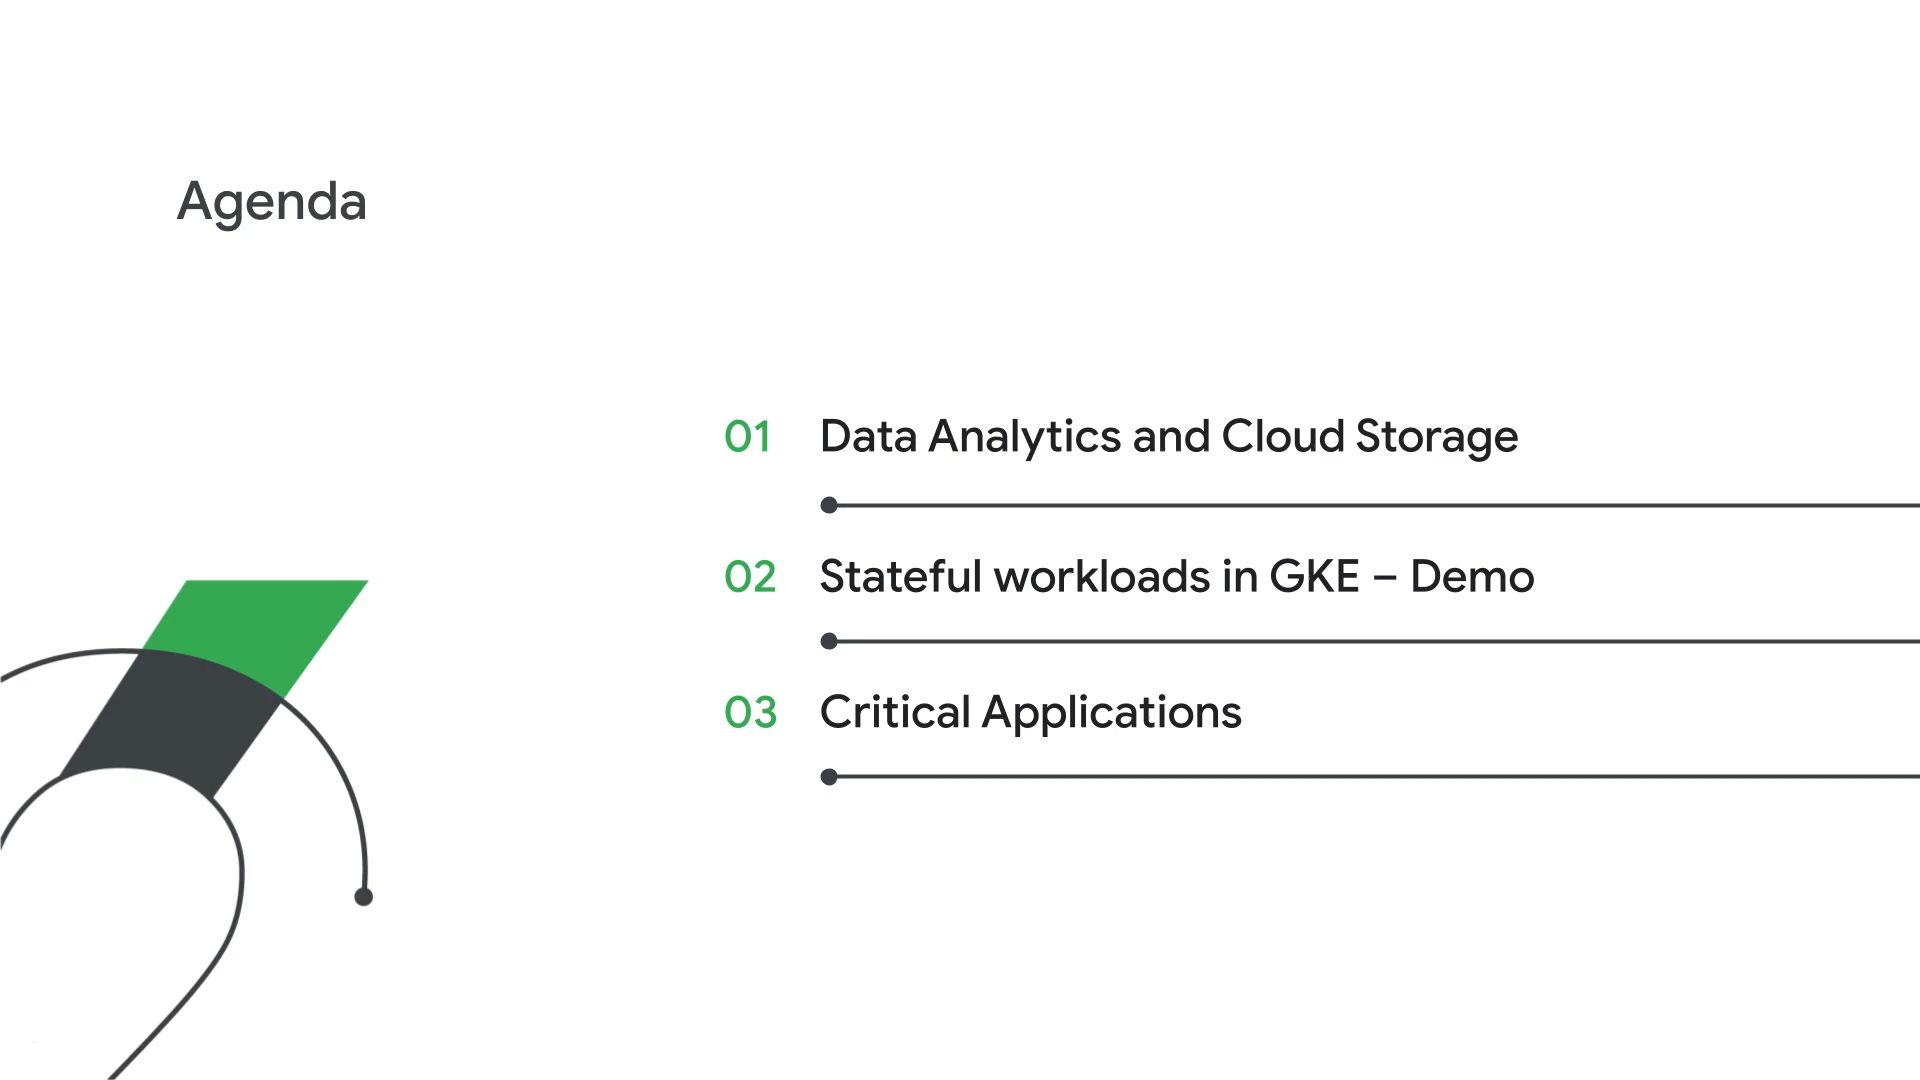 Agenda
01 Data Analytics and Cloud Storage
02 Stateful workloads in GKE – Demo
03 Critical Applications